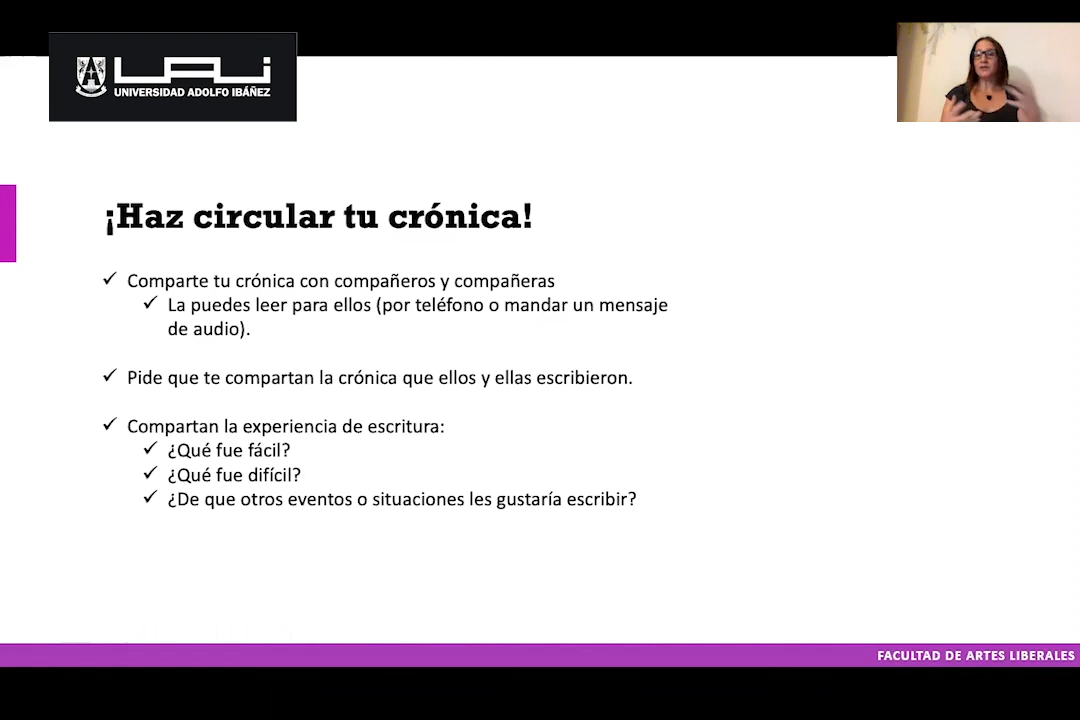 UAI
UNIVERSIDAD ADOLFO IBÁÑEZ
¡Haz circular tu crónica!
✓ Comparte tu crónica con compañeros y compañeras
✓ La puedes leer para ellos (por teléfono o mandar un mensaje
de audio).
✓ Pide que te compartan la crónica que ellos y ellas escribieron.
✓ Compartan la experiencia de escritura:
✓ ¿Qué fue fácil?
✓ ¿Qué fue difícil?
✓ ¿De que otros eventos o situaciones les gustaría escribir?
FACULTAD DE ARTES LIBERALES